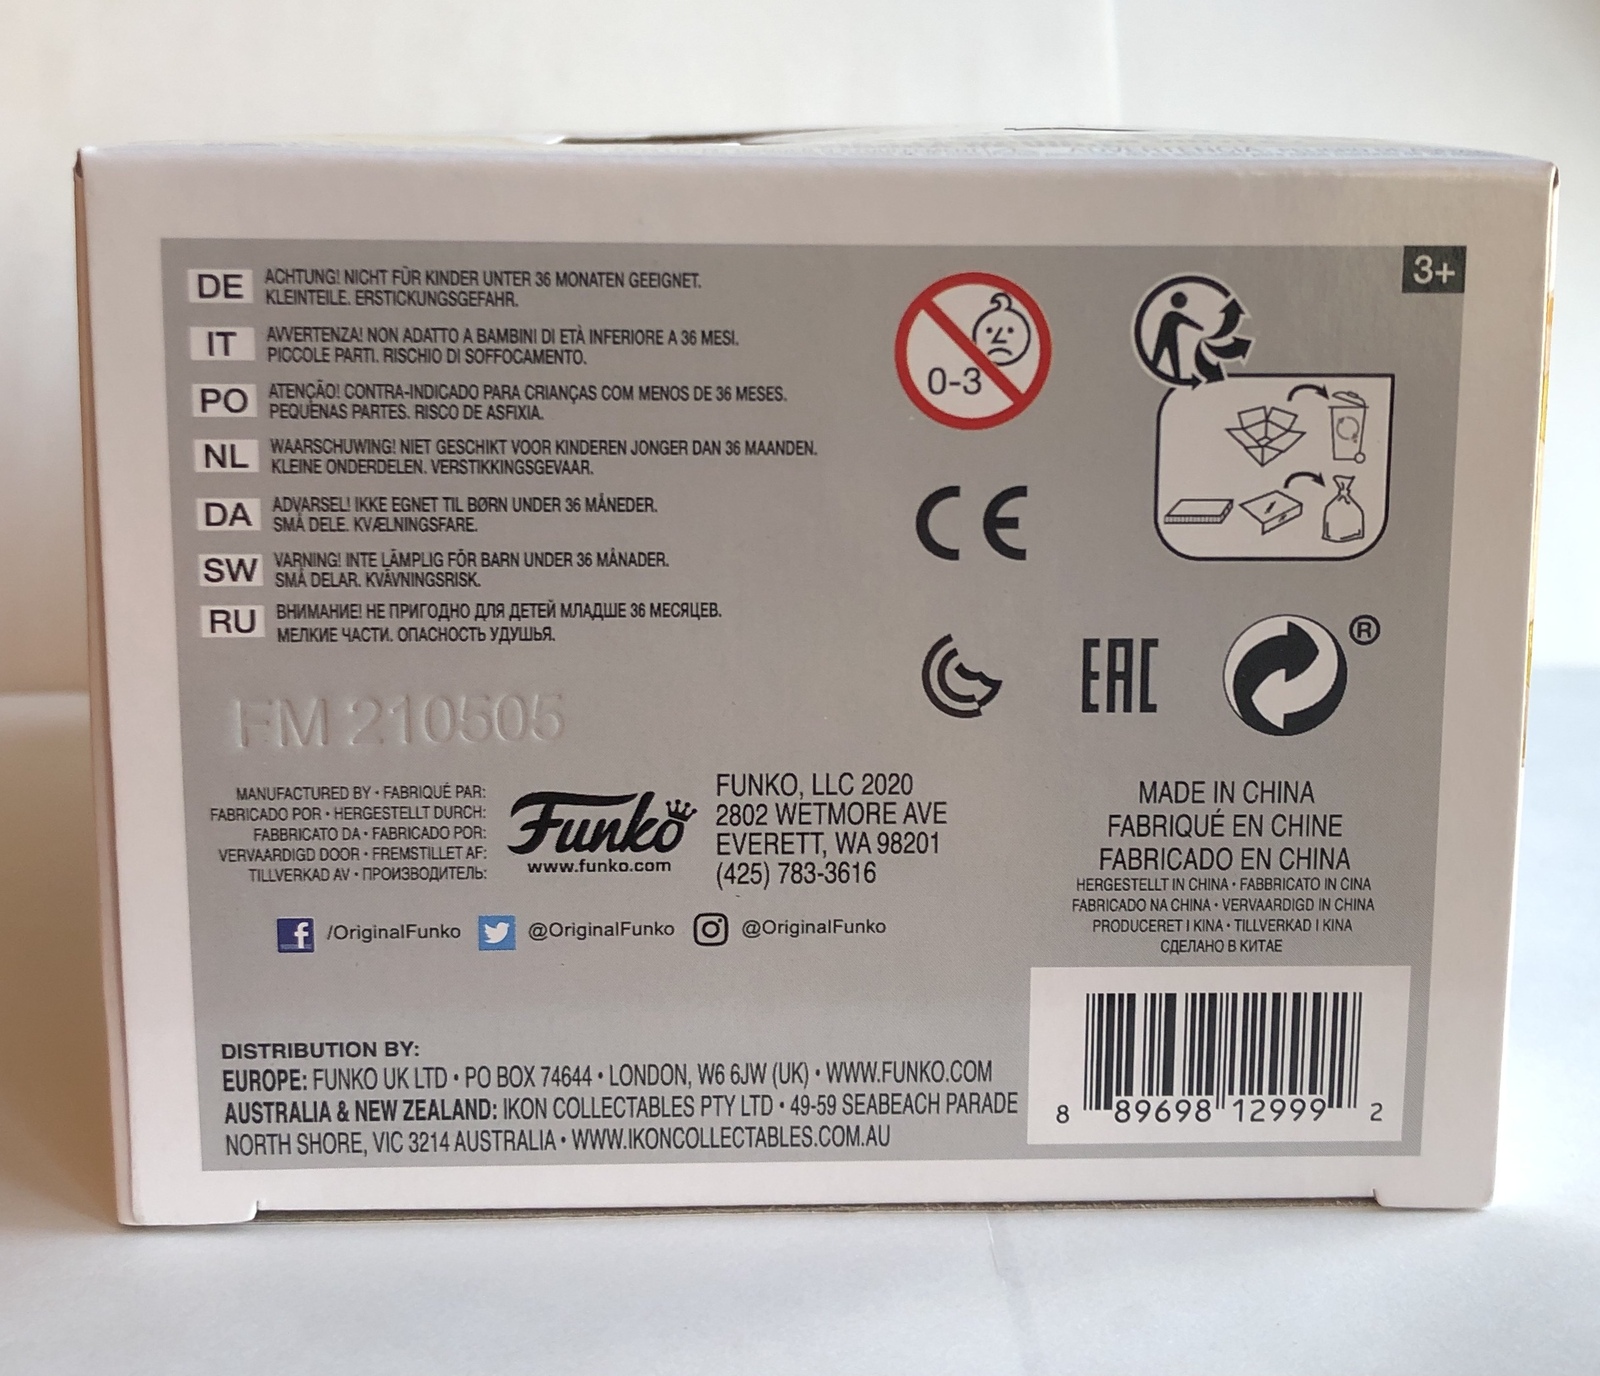 3+
DE ACHTUNG! NICHT FÜR KINDER UNTER 36 MONATEN GEEIGNET.
KLEINTEILE. ERSTICKUNGSGEFAHR.
IT AVVERTENZA! NON ADATTO A BAMBINI DI ETÀ INFERIORE A 36 MESI.
PICCOLE PARTI. RISCHIO DI SOFFOCAMENTO.
PO ATENÇÃO! CONTRA-INDICADO PARA CRIANÇAS COM MENOS DE 36 MESES.
PEQUENAS PARTES. RISCO DE ASFIXIA.
NL WAARSCHUWING! NIET GESCHIKT VOOR KINDEREN JONGER DAN 36 MAANDEN.
KLEINE ONDERDELEN. VERSTIKKINGSGEVAAR.
DA ADVARSEL! IKKE EGNET TIL BØRN UNDER 36 MÅNEDER.
SMÅ DELE. KVÆLNINGSFARE.
SW VARNING! INTE LÄMPLIG FÖR BARN UNDER 36 MÅNADER.
SMÅ DELAR. KVÄVNINGSRISK.
RU ВНИМАНИЕ! НЕ ПРИГОДНО ДЛЯ ДЕТЕЙ МЛАДШЕ 36 МЕСЯЦЕВ.
МЕЛКИЕ ЧАСТИ. ОПАСНОСТЬ УДУШЬЯ.
0-3
CE
EAC
®
FM 210505
MANUFACTURED BY • FABRIQUÉ PAR:
FABRICADO POR • HERGESTELLT DURCH:
FABBRICATO DA • FABRICADO POR:
VERVAARDIGD DOOR • FREMSTILLET AF:
TILLVERKAD AV • ПРОИЗВОДИТЕЛЬ:
Funko
www.funko.com
FUNKO, LLC 2020
2802 WETMORE AVE
EVERETT, WA 98201
(425) 783-3616
MADE IN CHINA
FABRIQUÉ EN CHINE
FABRICADO EN CHINA
HERGESTELLT IN CHINA • FABBRICATO IN CINA
FABRICADO NA CHINA • VERVAARDIGD IN CHINA
PRODUCERET I KINA • TILLVERKAD I KINA
СДЕЛАНО В КИТАЕ
f /OriginalFunko @OriginalFunko @OriginalFunko
DISTRIBUTION BY:
EUROPE: FUNKO UK LTD • PO BOX 74644 • LONDON, W6 6JW (UK) • WWW.FUNKO.COM
AUSTRALIA & NEW ZEALAND: IKON COLLECTABLES PTY LTD • 49-59 SEABEACH PARADE
NORTH SHORE, VIC 3214 AUSTRALIA • WWW.IKONCOLLECTABLES.COM.AU
8 89698 12999 2